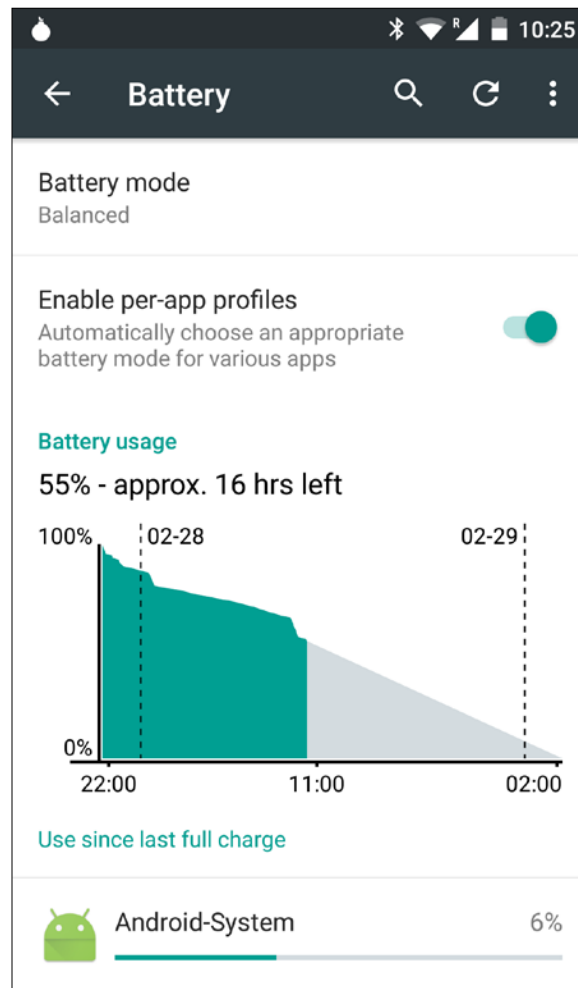 R 10:25
Battery
Battery mode
Balanced
Enable per-app profiles
Automatically choose an appropriate
battery mode for various apps
Battery usage
55% - approx. 16 hrs left
100% 02-28 02-29
0%
22:00 11:00 02:00
Use since last full charge
Android-System 6%